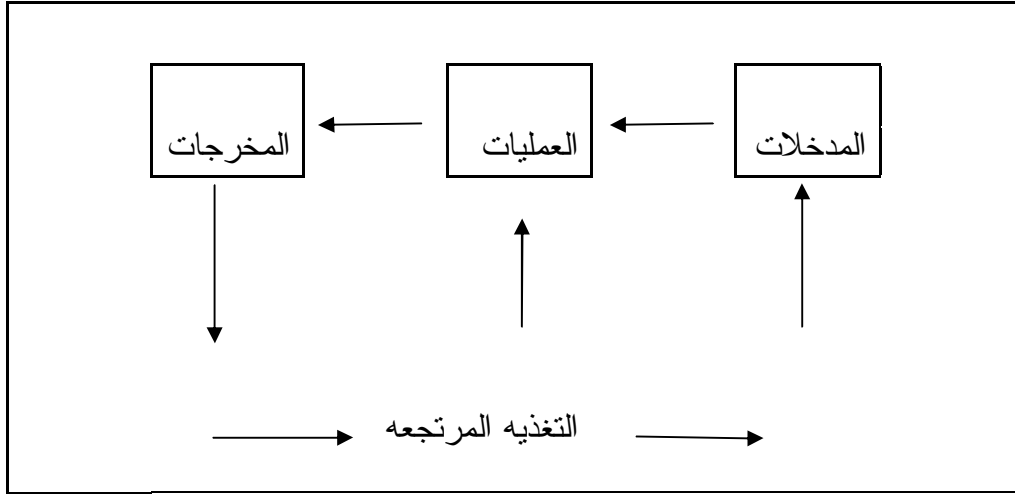 المدخلات
العمليات
المخرجات
التغذيه المرتجعه